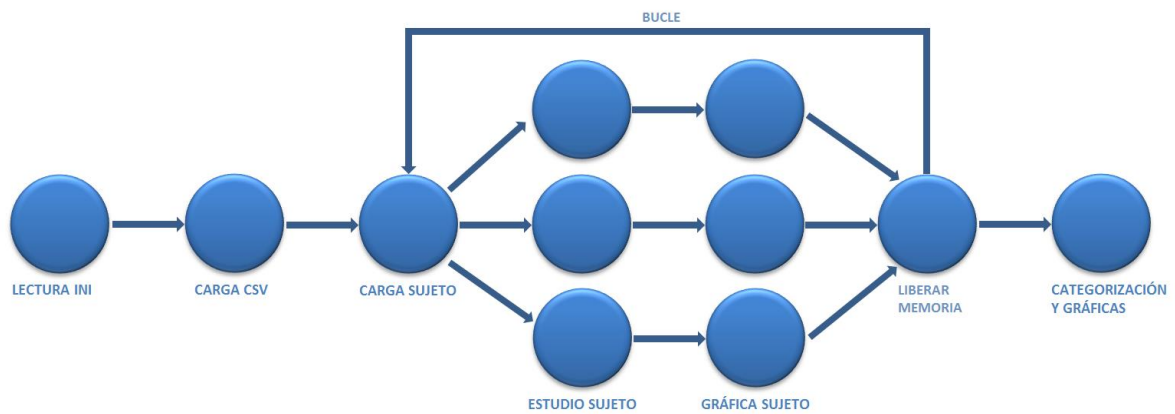 BUCLE
LECTURA INI
CARGA CSV
CARGA SUJETO
LIBERAR
MEMORIA
CATEGORIZACIÓN
Y GRÁFICAS
ESTUDIO SUJETO
GRÁFICA SUJETO